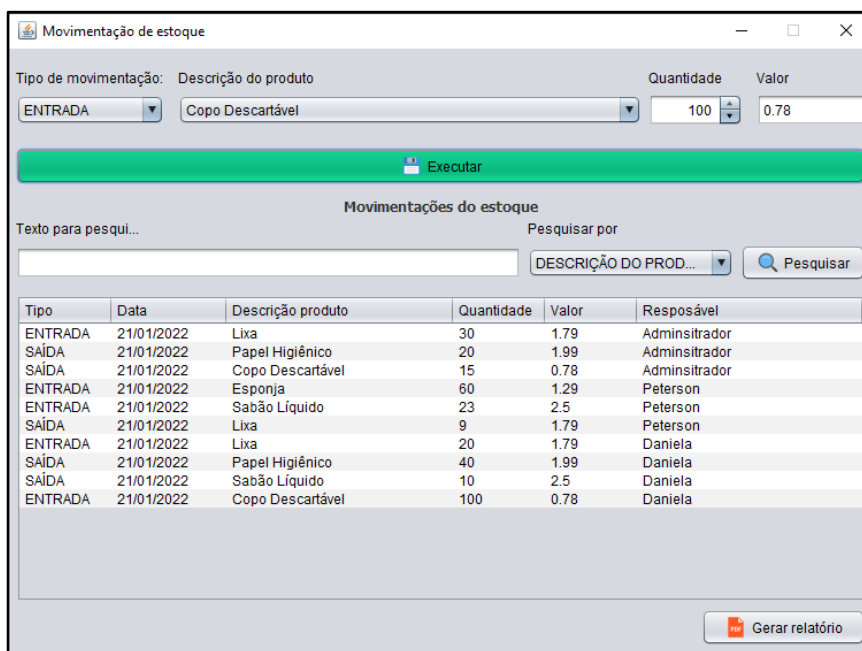 Movimentação de estoque
Tipo de movimentação: Descrição do produto Quantidade Valor
ENTRADA Copo Descartável 100 0.78
Executar
Movimentações do estoque
Texto para pesqui... Pesquisar por
DESCRIÇÃO DO PROD... Pesquisar
Tipo Data Descrição produto Quantidade Valor Resposável
ENTRADA 21/01/2022 Lixa 30 1.79 Adminsitrador
SAÍDA 21/01/2022 Papel Higiênico 20 1.99 Adminsitrador
SAÍDA 21/01/2022 Copo Descartável 15 0.78 Adminsitrador
ENTRADA 21/01/2022 Esponja 60 1.29 Peterson
ENTRADA 21/01/2022 Sabão Líquido 23 2.5 Peterson
SAÍDA 21/01/2022 Lixa 9 1.79 Peterson
ENTRADA 21/01/2022 Lixa 20 1.79 Daniela
SAÍDA 21/01/2022 Papel Higiênico 40 1.99 Daniela
SAÍDA 21/01/2022 Sabão Líquido 10 2.5 Daniela
ENTRADA 21/01/2022 Copo Descartável 100 0.78 Daniela
PDF Gerar relatório